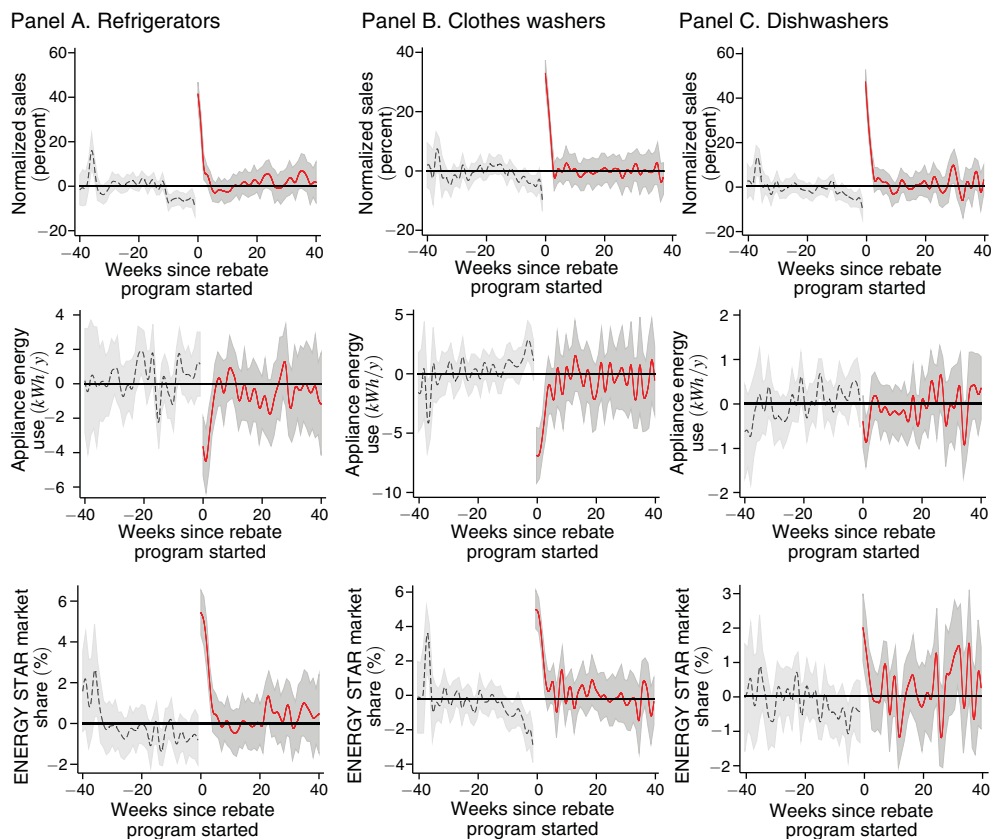 Panel A. Refrigerators
Panel B. Clothes washers
Panel C. Dishwashers
Normalized sales
(percent)
60
40
20
0
−20
−40 −20 0 20 40
Weeks since rebate
program started
Normalized sales
(percent)
40
20
0
−20
−40 −20 0 20 40
Weeks since rebate
program started
Normalized sales
(percent)
60
40
20
0
−20
−40 −20 0 20 40
Weeks since rebate
program started
Appliance energy
use (kWh/y)
4
2
0
−2
−4
−6
−40 −20 0 20 40
Weeks since rebate
program started
Appliance energy
use (kWh/y)
5
0
−5
−10
−40 −20 0 20 40
Weeks since rebate
program started
Appliance energy
use (kWh/y)
2
1
0
−1
−2
−40 −20 0 20 40
Weeks since rebate
program started
ENERGY STAR market
share (%)
6
4
2
0
−2
−40 −20 0 20 40
Weeks since rebate
program started
ENERGY STAR market
share (%)
6
4
2
0
−2
−4
−40 −20 0 20 40
Weeks since rebate
program started
ENERGY STAR market
share (%)
3
2
1
0
−1
−2
−40 −20 0 20 40
Weeks since rebate
program started